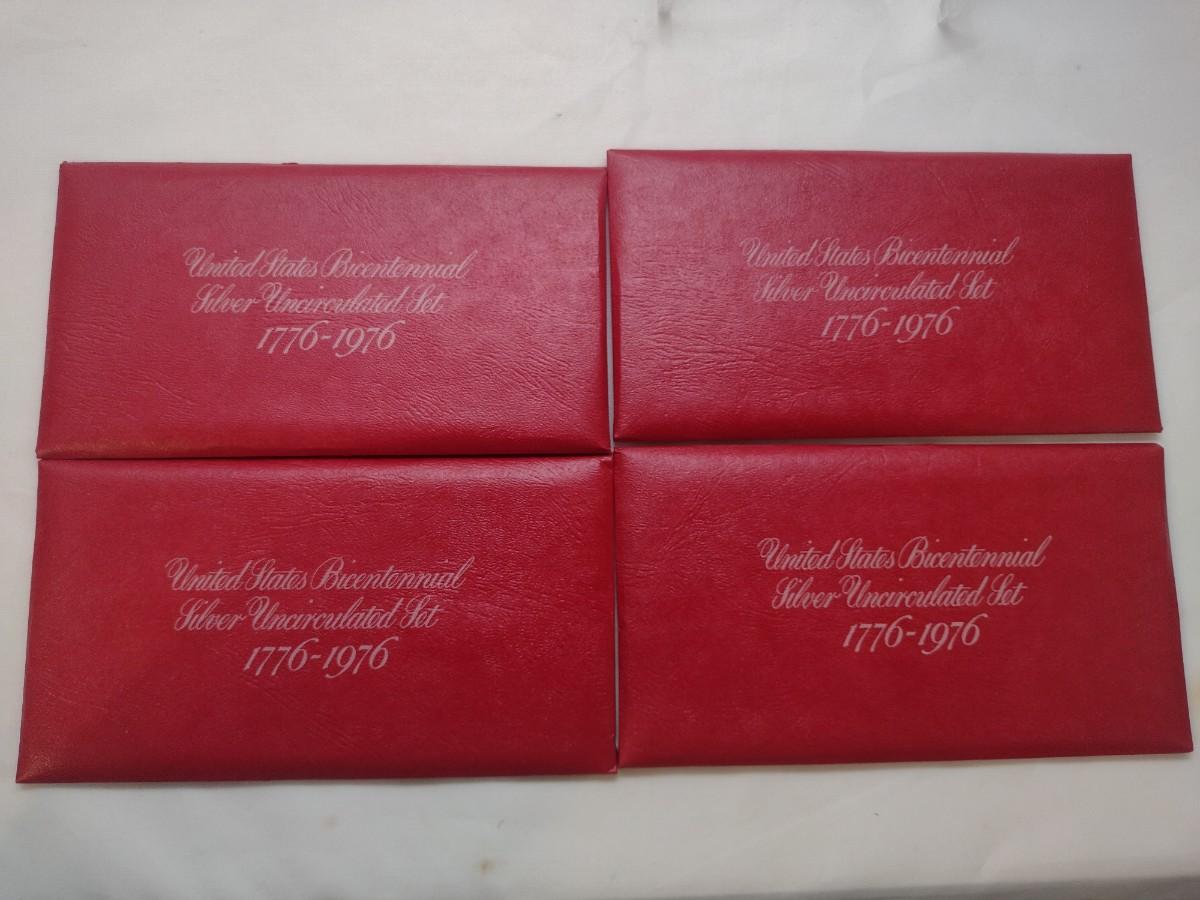 United States Bicentennial
Silver Uncirculated Set
1776-1976
United States Bicentennial
Silver Uncirculated Set
1776-1976
United States Bicentennial
Silver Uncirculated Set
1776-1976
United States Bicentennial
Silver Uncirculated Set
1776-1976